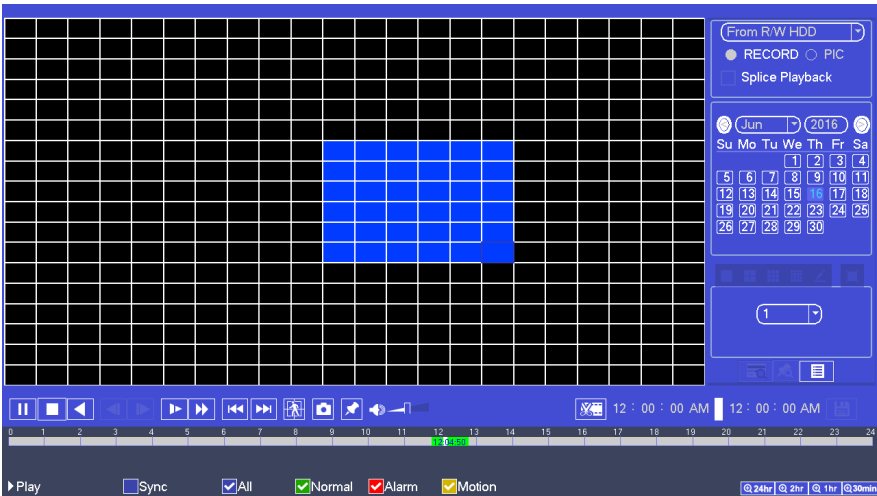 From R/W HDD
RECORD PIC
Splice Playback
Jun 2016
Su Mo Tu We Th Fr Sa
1 2 3 4
5 6 7 8 9 10 11
12 13 14 15 16 17 18
19 20 21 22 23 24 25
26 27 28 29 30
1
12 : 00 : 00 AM 12 : 00 : 00 AM
0 1 2 3 4 5 6 7 8 9 10 11 12 13 14 15 16 17 18 19 20 21 22 23 24
12:04:50
Play Sync All Normal Alarm Motion 24hr 2hr 1hr 30min